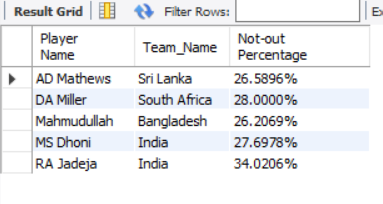 Result Grid Filter Rows: Ex
Player Name Team_Name Not-out Percentage
AD Mathews Sri Lanka 26.5896%
DA Miller South Africa 28.0000%
Mahmudullah Bangladesh 26.2069%
MS Dhoni India 27.6978%
RA Jadeja India 34.0206%